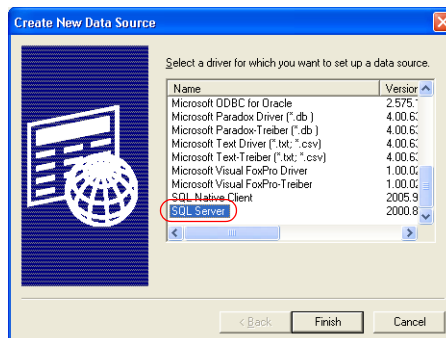 Create New Data Source
Select a driver for which you want to set up a data source.
Name Version
Microsoft ODBC for Oracle 2.575.
Microsoft Paradox Driver (*.db ) 4.00.6
Microsoft Paradox-Treiber (*.db ) 4.00.6
Microsoft Text Driver (*.txt; *.csv) 4.00.6
Microsoft Text-Treiber (*.txt; *.csv) 4.00.6
Microsoft Visual FoxPro Driver 1.00.0
Microsoft Visual FoxPro-Treiber 1.00.0
SQL Native Client 2005.9
SQL Server 2000.8
< Back Finish Cancel